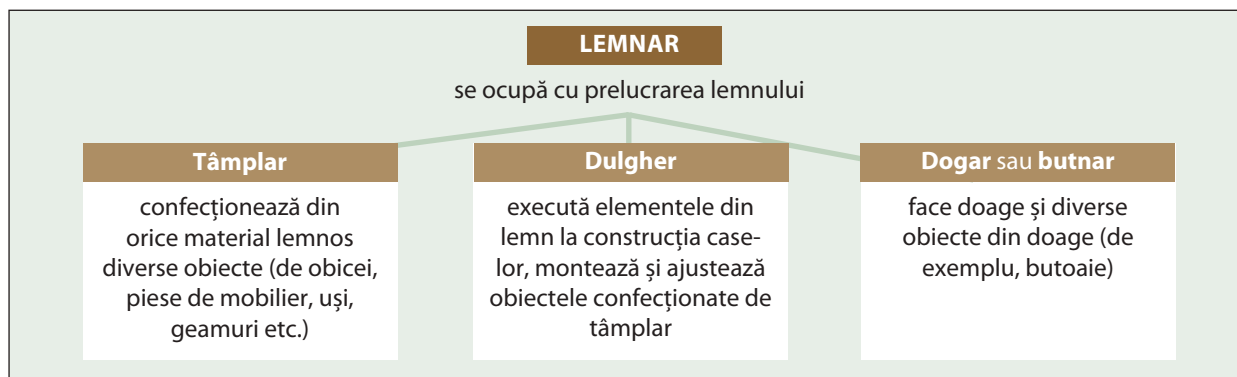 LEMNAR
se ocupă cu prelucrarea lemnului
Tâmplar
confecționează din
orice material lemnos
diverse obiecte (de obicei,
piese de mobilier, uși,
geamuri etc.)
Dulgher
execută elementele din
lemn la construcția case-
lor, montează și ajustează
obiectele confecționate de
tâmplar
Dogar sau butnar
face doage și diverse
obiecte din doage (de
exemplu, butoaie)